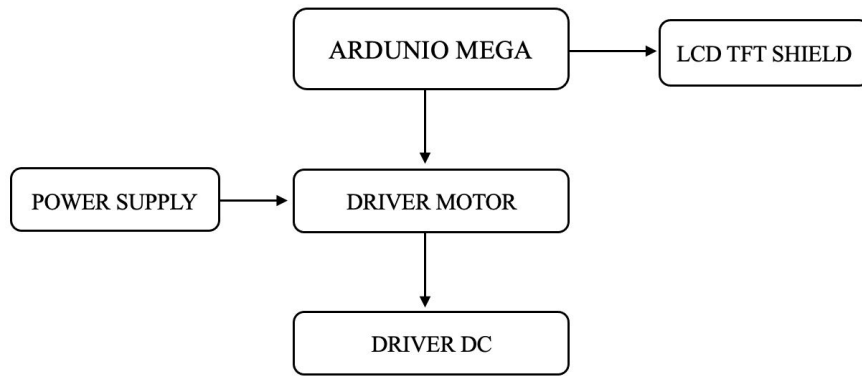 ARDUNIO MEGA
LCD TFT SHIELD
POWER SUPPLY
DRIVER MOTOR
DRIVER DC